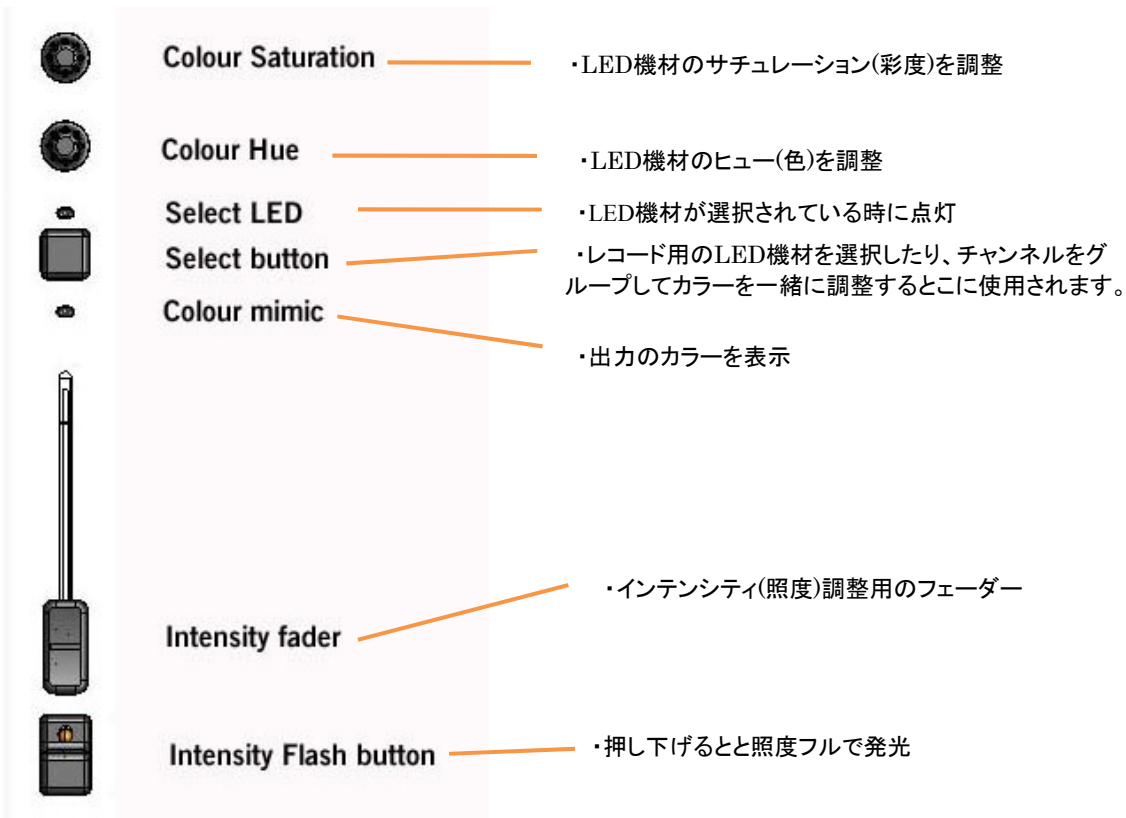 Colour Saturation
・LED機材のサチュレーション(彩度)を調整
Colour Hue
・LED機材のヒュー(色)を調整
Select LED
・LED機材が選択されている時に点灯
Select button
・レコード用のLED機材を選択したり、チャンネルをグ
ループしてカラーを一緒に調整するとこに使用されます。
Colour mimic
・出力のカラーを表示
Intensity fader
・インテンシティ(照度)調整用のフェーダー
Intensity Flash button
・押し下げるとと照度フルで発光